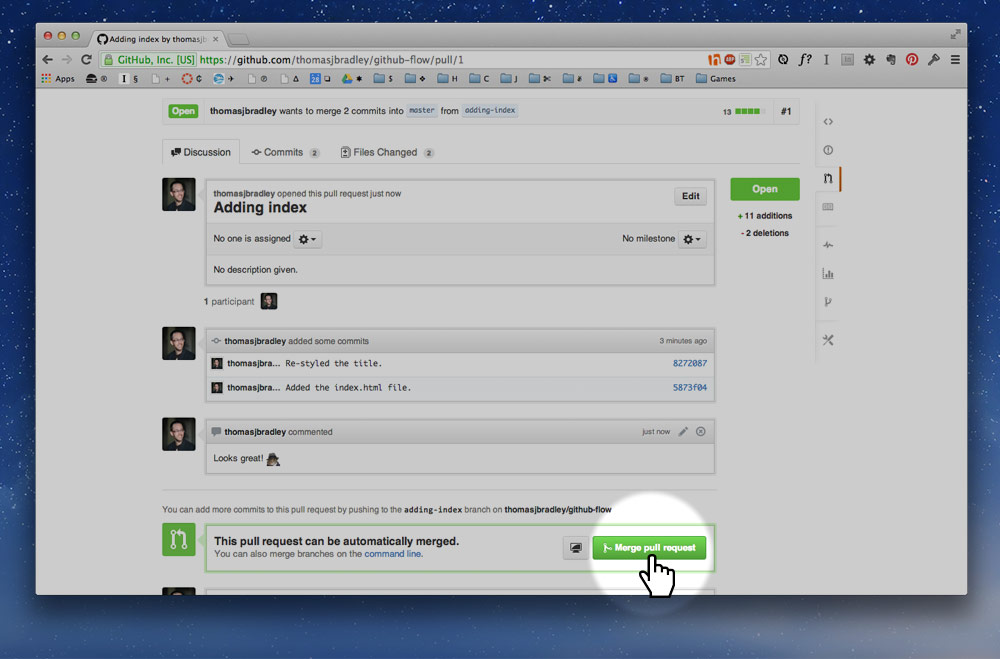 Adding index by thomasj
GitHub, Inc. [US] https://github.com/thomasjbradley/github-flow/pull/1
Apps § S H C J BT Games
Open thomasjbradley wants to merge 2 commits into master from adding-index 13 #1
Discussion Commits 2 Files Changed 2
thomasjbradley opened this pull request just now
Adding index
Edit
Open
+ 11 additions
- 2 deletions
No one is assigned No milestone
No description given.
1 participant
thomasjbradley added some commits 3 minutes ago
thomasjbra... Re-styled the title. 8272087
thomasjbra... Added the index.html file. 5873f04
thomasjbradley commented just now
Looks great!
You can add more commits to this pull request by pushing to the adding-index branch on thomasjbradley/github-flow
This pull request can be automatically merged.
You can also merge branches on the command line.
Merge pull request